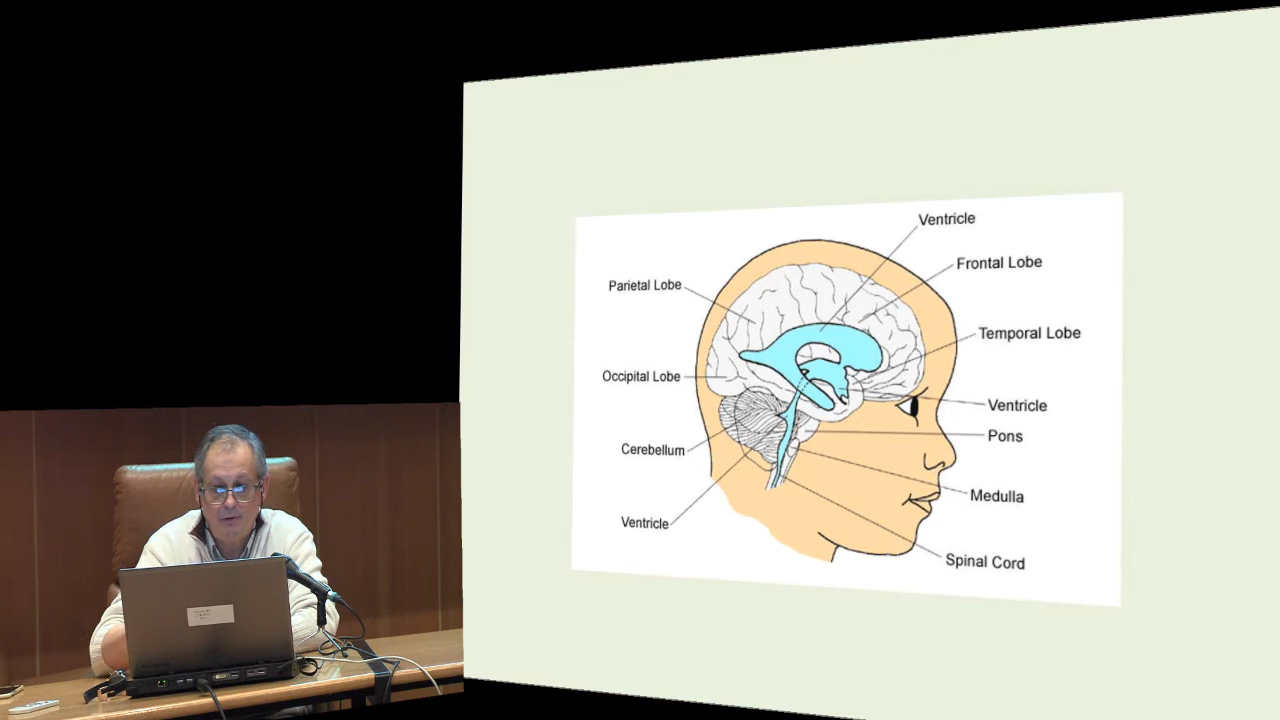 Ventricle
Frontal Lobe
Parietal Lobe
Temporal Lobe
Occipital Lobe
Ventricle
Pons
Cerebellum
Medulla
Ventricle
Spinal Cord